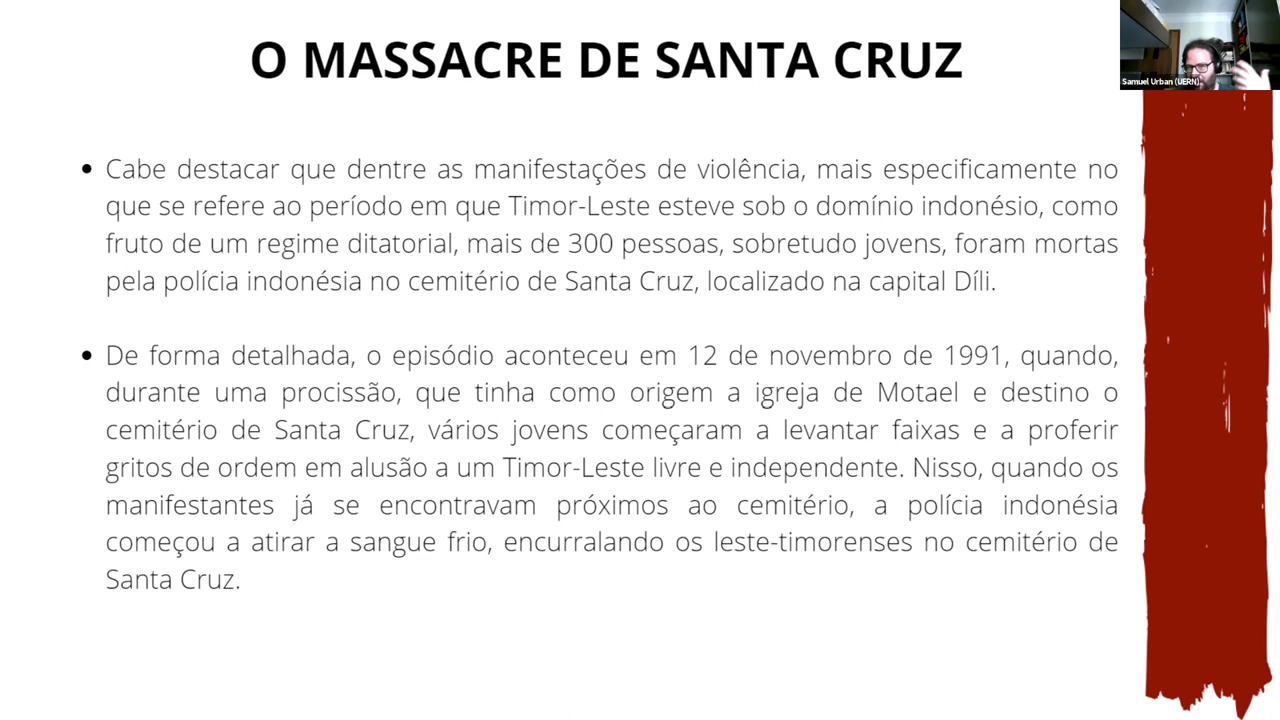 O MASSACRE DE SANTA CRUZ
Samuel Urban (UERN)
• Cabe destacar que dentre as manifestações de violência, mais especificamente no
que se refere ao período em que Timor-Leste esteve sob o domínio indonésio, como
fruto de um regime ditatorial, mais de 300 pessoas, sobretudo jovens, foram mortas
pela polícia indonésia no cemitério de Santa Cruz, localizado na capital Díli.
• De forma detalhada, o episódio aconteceu em 12 de novembro de 1991, quando,
durante uma procissão, que tinha como origem a igreja de Motael e destino o
cemitério de Santa Cruz, vários jovens começaram a levantar faixas e a proferir
gritos de ordem em alusão a um Timor-Leste livre e independente. Nisso, quando os
manifestantes já se encontravam próximos ao cemitério, a polícia indonésia
começou a atirar a sangue frio, encurralando os leste-timorenses no cemitério de
Santa Cruz.